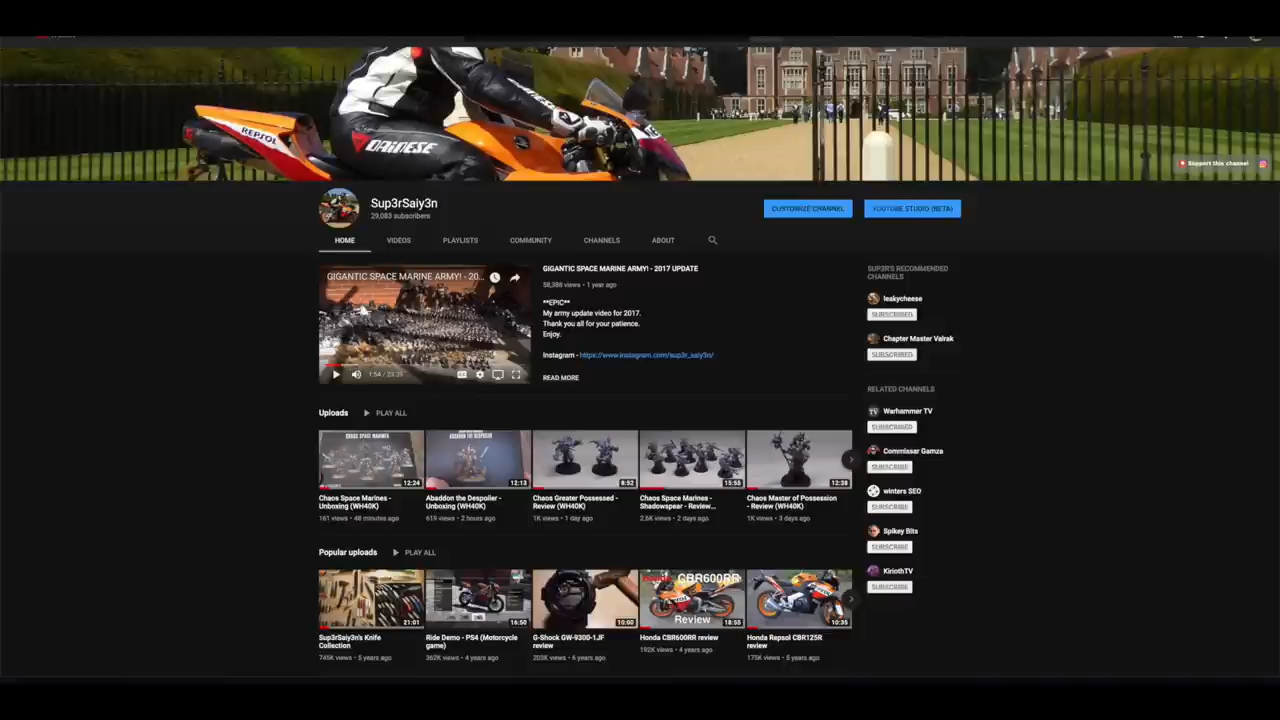 REPSOL
DAINESE
Support this channel
Sup3rSaiy3n
29,083 subscribers
CUSTOMIZE CHANNEL
YOUTUBE STUDIO (BETA)
HOME
VIDEOS
PLAYLISTS
COMMUNITY
CHANNELS
ABOUT
GIGANTIC SPACE MARINE ARMY! - 20...
1:54 / 23:39
GIGANTIC SPACE MARINE ARMY! - 2017 UPDATE
58,386 views • 1 year ago
**EPIC**
My army update video for 2017.
Thank you all for your patience.
Enjoy.
Instagram - https://www.instagram.com/sup3r_saiy3n/
READ MORE
SUP3R'S RECOMMENDED
CHANNELS
leakycheese
SUBSCRIBED
Chapter Master Valrak
SUBSCRIBED
RELATED CHANNELS
Warhammer TV
SUBSCRIBED
Commissar Gamza
SUBSCRIBE
winters SEO
SUBSCRIBE
Spikey Bits
SUBSCRIBE
KiriothTV
SUBSCRIBE
Uploads
PLAY ALL
CHAOS SPACE MARINES
12:24
Chaos Space Marines -
Unboxing (WH40K)
161 views • 48 minutes ago
ABADDON THE DESPOILER
12:13
Abaddon the Despoiler -
Unboxing (WH40K)
619 views • 2 hours ago
8:52
Chaos Greater Possessed -
Review (WH40K)
1K views • 1 day ago
15:55
Chaos Space Marines -
Shadowspear - Review...
2.6K views • 2 days ago
12:38
Chaos Master of Possession
- Review (WH40K)
1K views • 3 days ago
Popular uploads
PLAY ALL
21:01
Sup3rSaiy3n's Knife
Collection
745K views • 5 years ago
16:50
Ride Demo - PS4 (Motorcycle
game)
362K views • 4 years ago
10:00
G-Shock GW-9300-1JF
review
203K views • 6 years ago
Honda CBR600RR
Review
18:55
Honda CBR600RR review
192K views • 4 years ago
10:35
Honda Repsol CBR125R
review
175K views • 5 years ago